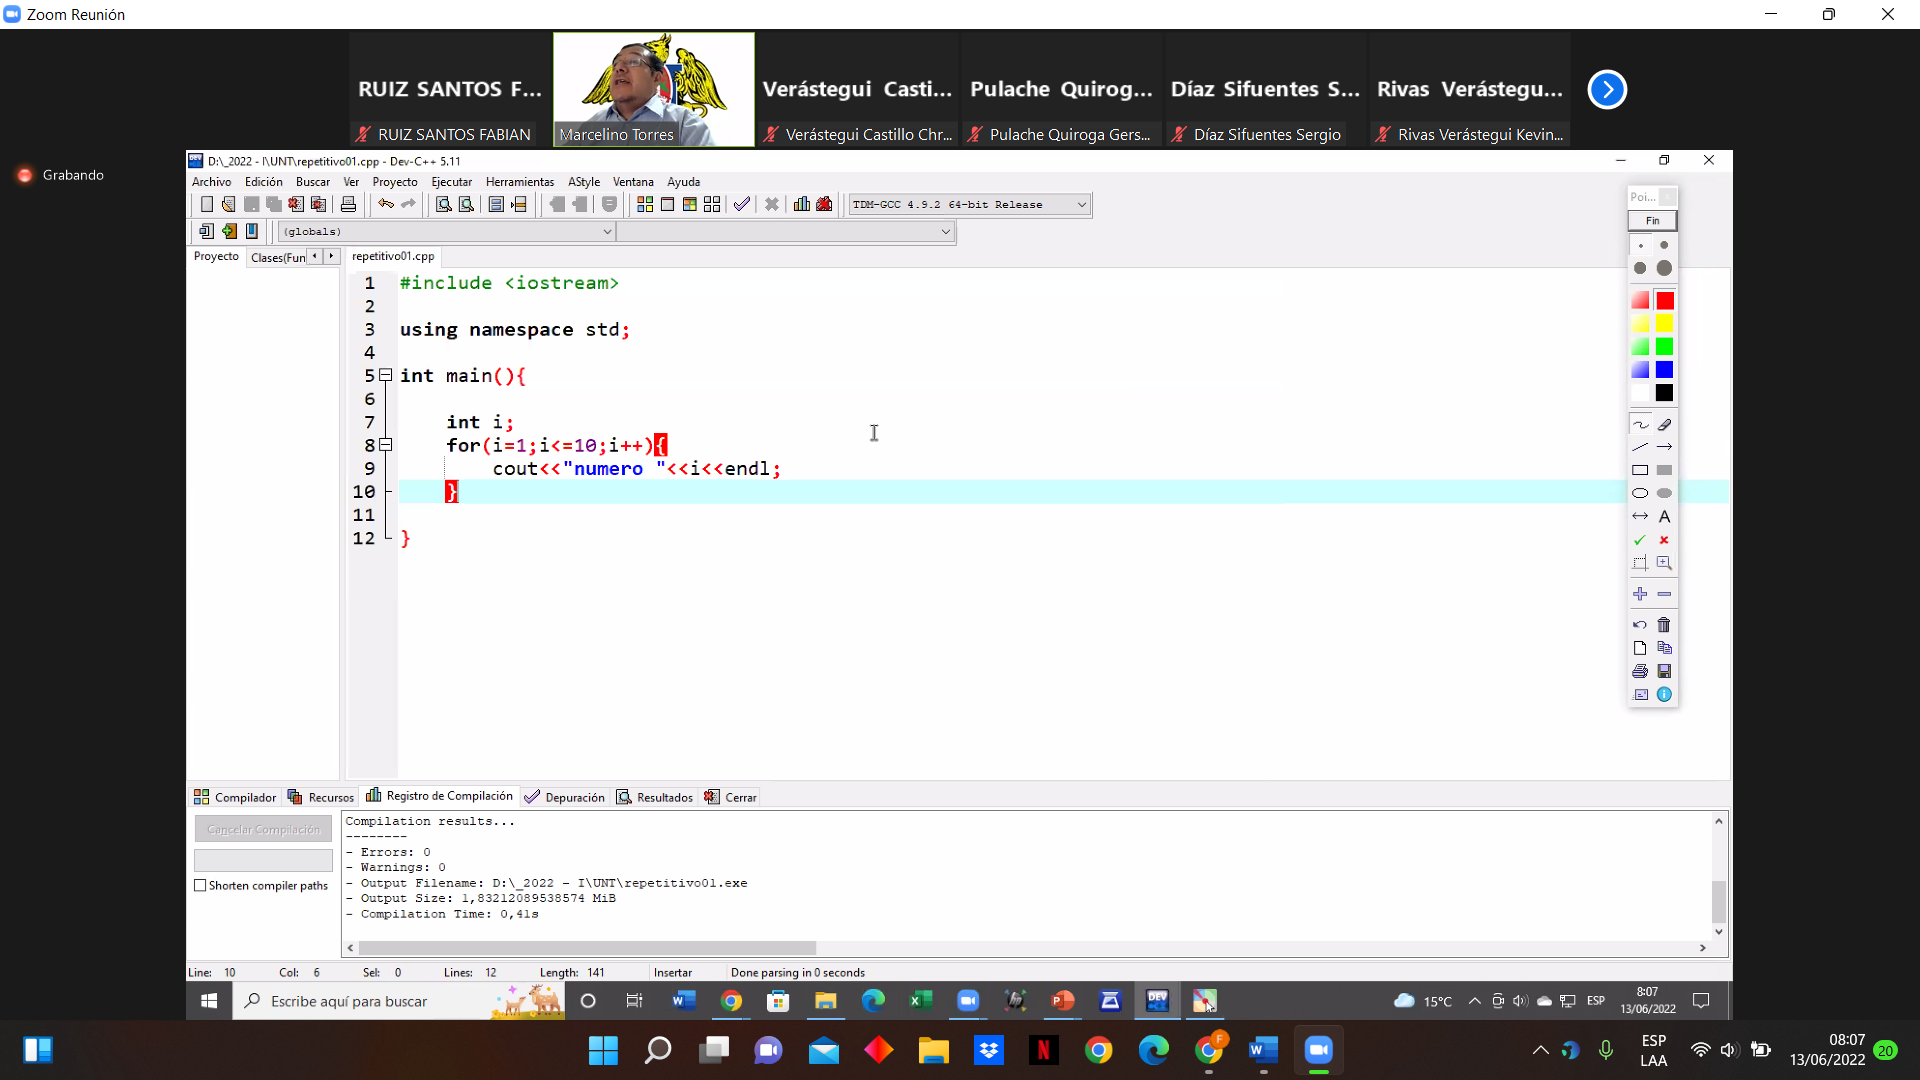 Zoom Reunión
RUIZ SANTOS F...
Verástegui Casti...
Pulache Quirog...
Díaz Sifuentes S...
Rivas Verástegu...
RUIZ SANTOS FABIAN
Marcelino Torres
Verástegui Castillo Chr...
Pulache Quiroga Gers...
Díaz Sifuentes Sergio
Rivas Verástegui Kevin...
Grabando
D:\_2022 - I\UNT\repetitivo01.cpp - Dev-C++ 5.11
Archivo Edición Buscar Ver Proyecto Ejecutar Herramientas AStyle Ventana Ayuda
TDM-GCC 4.9.2 64-bit Release
(globals)
Proyecto Clases(Fun
repetitivo01.cpp
Poi...
Fin
1 #include <iostream>
2
3 using namespace std;
4
5 int main(){
6
7 int i;
8 for(i=1;i<=10;i++){
9 cout<<"numero "<<i<<endl;
10 }
11
12 }
A
Compilador Recursos Registro de Compilación Depuración Resultados Cerrar
Cancelar Compilación
Shorten compiler paths
Compilation results...
--------
- Errors: 0
- Warnings: 0
- Output Filename: D:\_2022 - I\UNT\repetitivo01.exe
- Output Size: 1,83212089538574 MiB
- Compilation Time: 0,41s
Line: 10 Col: 6 Sel: 0 Lines: 12 Length: 141 Insertar Done parsing in 0 seconds
Escribe aquí para buscar
DEV
15°C
ESP
8:07
13/06/2022
F
N
ESP
LAA
08:07
13/06/2022
20